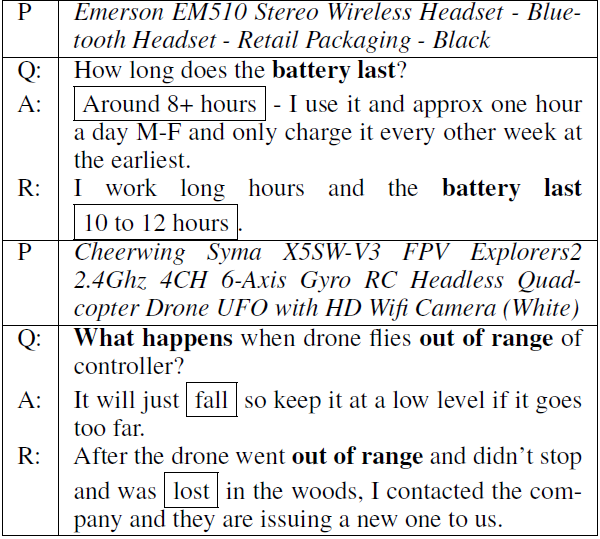 P Emerson EM510 Stereo Wireless Headset - Blue-
tooth Headset - Retail Packaging - Black
Q: How long does the battery last?
A: Around 8+ hours - I use it and approx one hour
a day M-F and only charge it every other week at
the earliest.
R: I work long hours and the battery last
10 to 12 hours.
P Cheerwing Syma X5SW-V3 FPV Explorers2
2.4Ghz 4CH 6-Axis Gyro RC Headless Quad-
copter Drone UFO with HD Wifi Camera (White)
Q: What happens when drone flies out of range of
controller?
A: It will just fall so keep it at a low level if it goes
too far.
R: After the drone went out of range and didn't stop
and was lost in the woods, I contacted the com-
pany and they are issuing a new one to us.